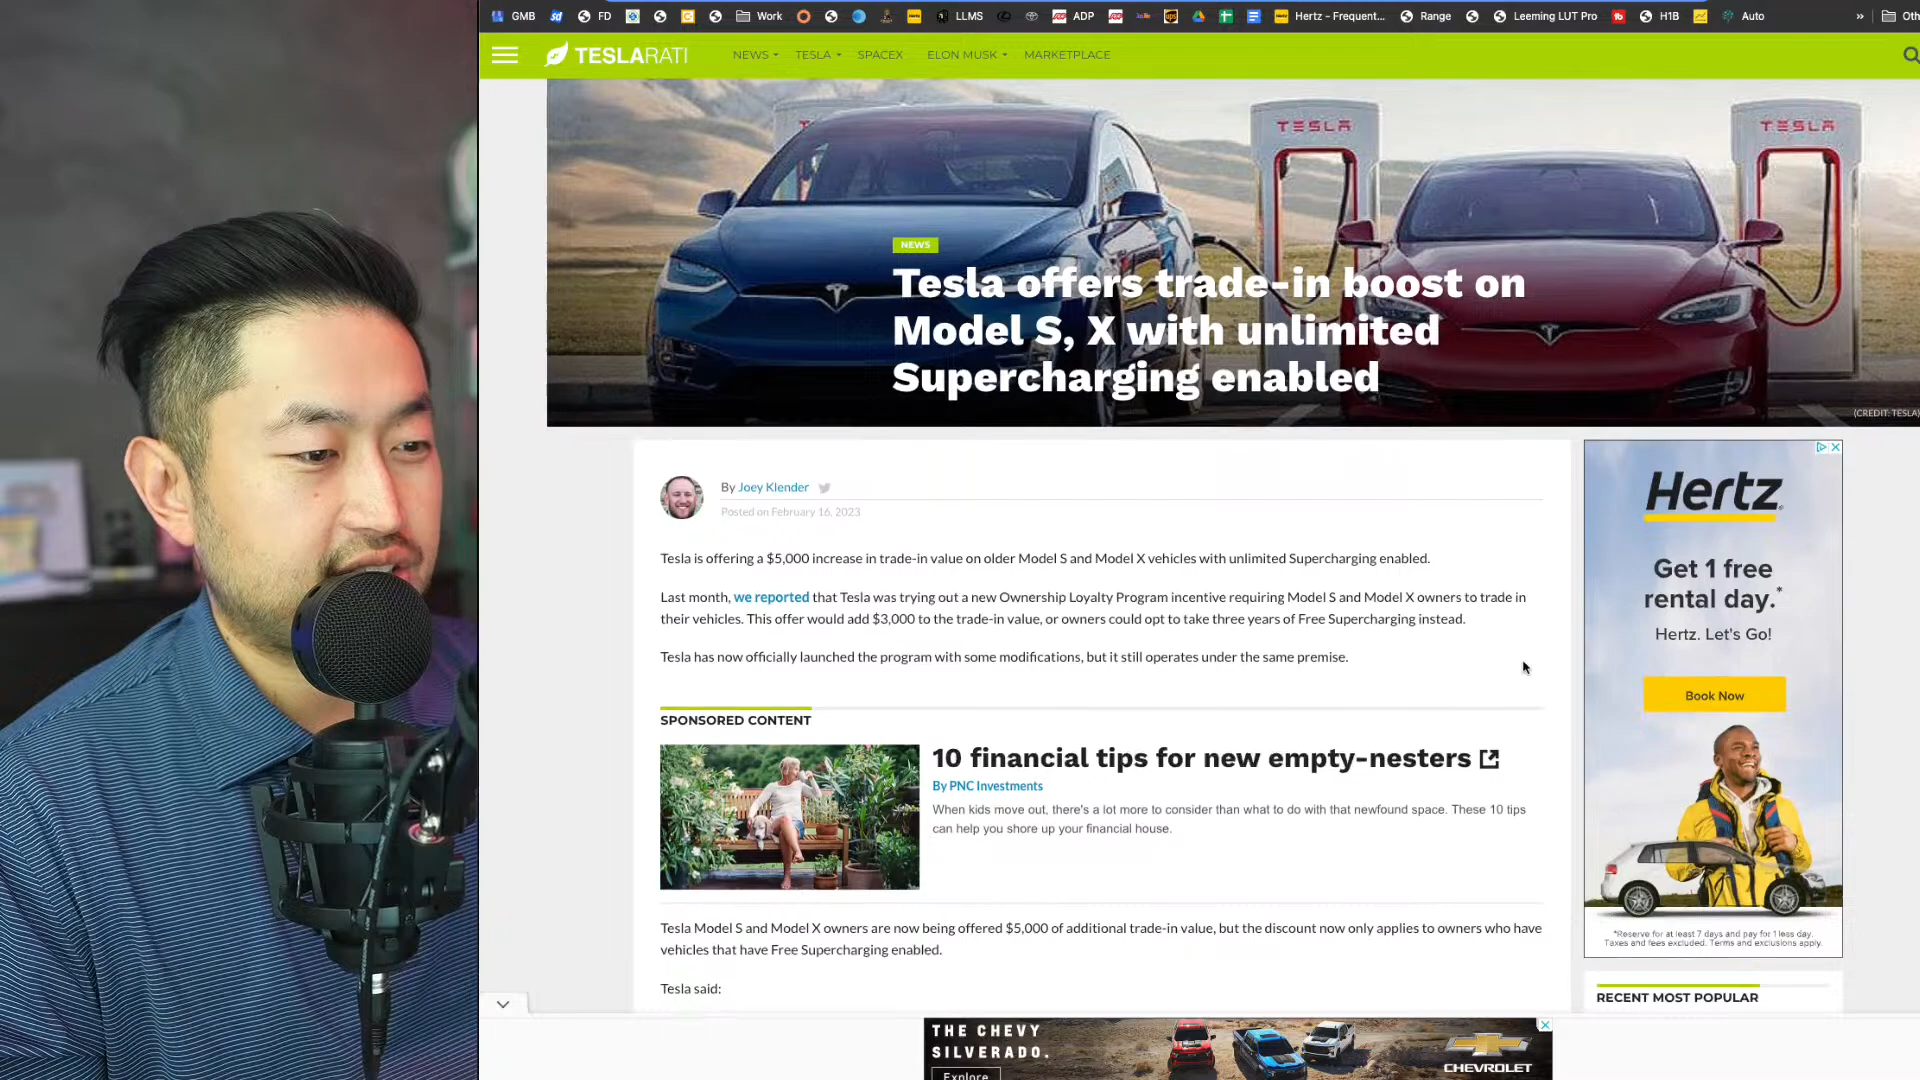 GMB
FD
Work
LLMS
ADP
Hertz - Frequent...
Range
Leeming LUT Pro
H1B
Auto
»
Oth
TESLARATI
NEWS
TESLA
SPACEX
ELON MUSK
MARKETPLACE
TESLA
TESLA
NEWS
Tesla offers trade-in boost on
Model S, X with unlimited
Supercharging enabled
(CREDIT: TESLA)
By Joey Klender
Posted on February 16, 2023
Tesla is offering a $5,000 increase in trade-in value on older Model S and Model X vehicles with unlimited Supercharging enabled.
Last month, we reported that Tesla was trying out a new Ownership Loyalty Program incentive requiring Model S and Model X owners to trade in
their vehicles. This offer would add $3,000 to the trade-in value, or owners could opt to take three years of Free Supercharging instead.
Tesla has now officially launched the program with some modifications, but it still operates under the same premise.
SPONSORED CONTENT
10 financial tips for new empty-nesters
By PNC Investments
When kids move out, there's a lot more to consider than what to do with that newfound space. These 10 tips
can help you shore up your financial house.
Tesla Model S and Model X owners are now being offered $5,000 of additional trade-in value, but the discount now only applies to owners who have
vehicles that have Free Supercharging enabled.
Tesla said:
Hertz
Get 1 free
rental day.*
Hertz. Let's Go!
Book Now
*Reserve for at least 7 days and pay for 1 less day.
Taxes and fees excluded. Terms and exclusions apply.
RECENT MOST POPULAR
THE CHEVY
SILVERADO.
Explore
CHEVROLET